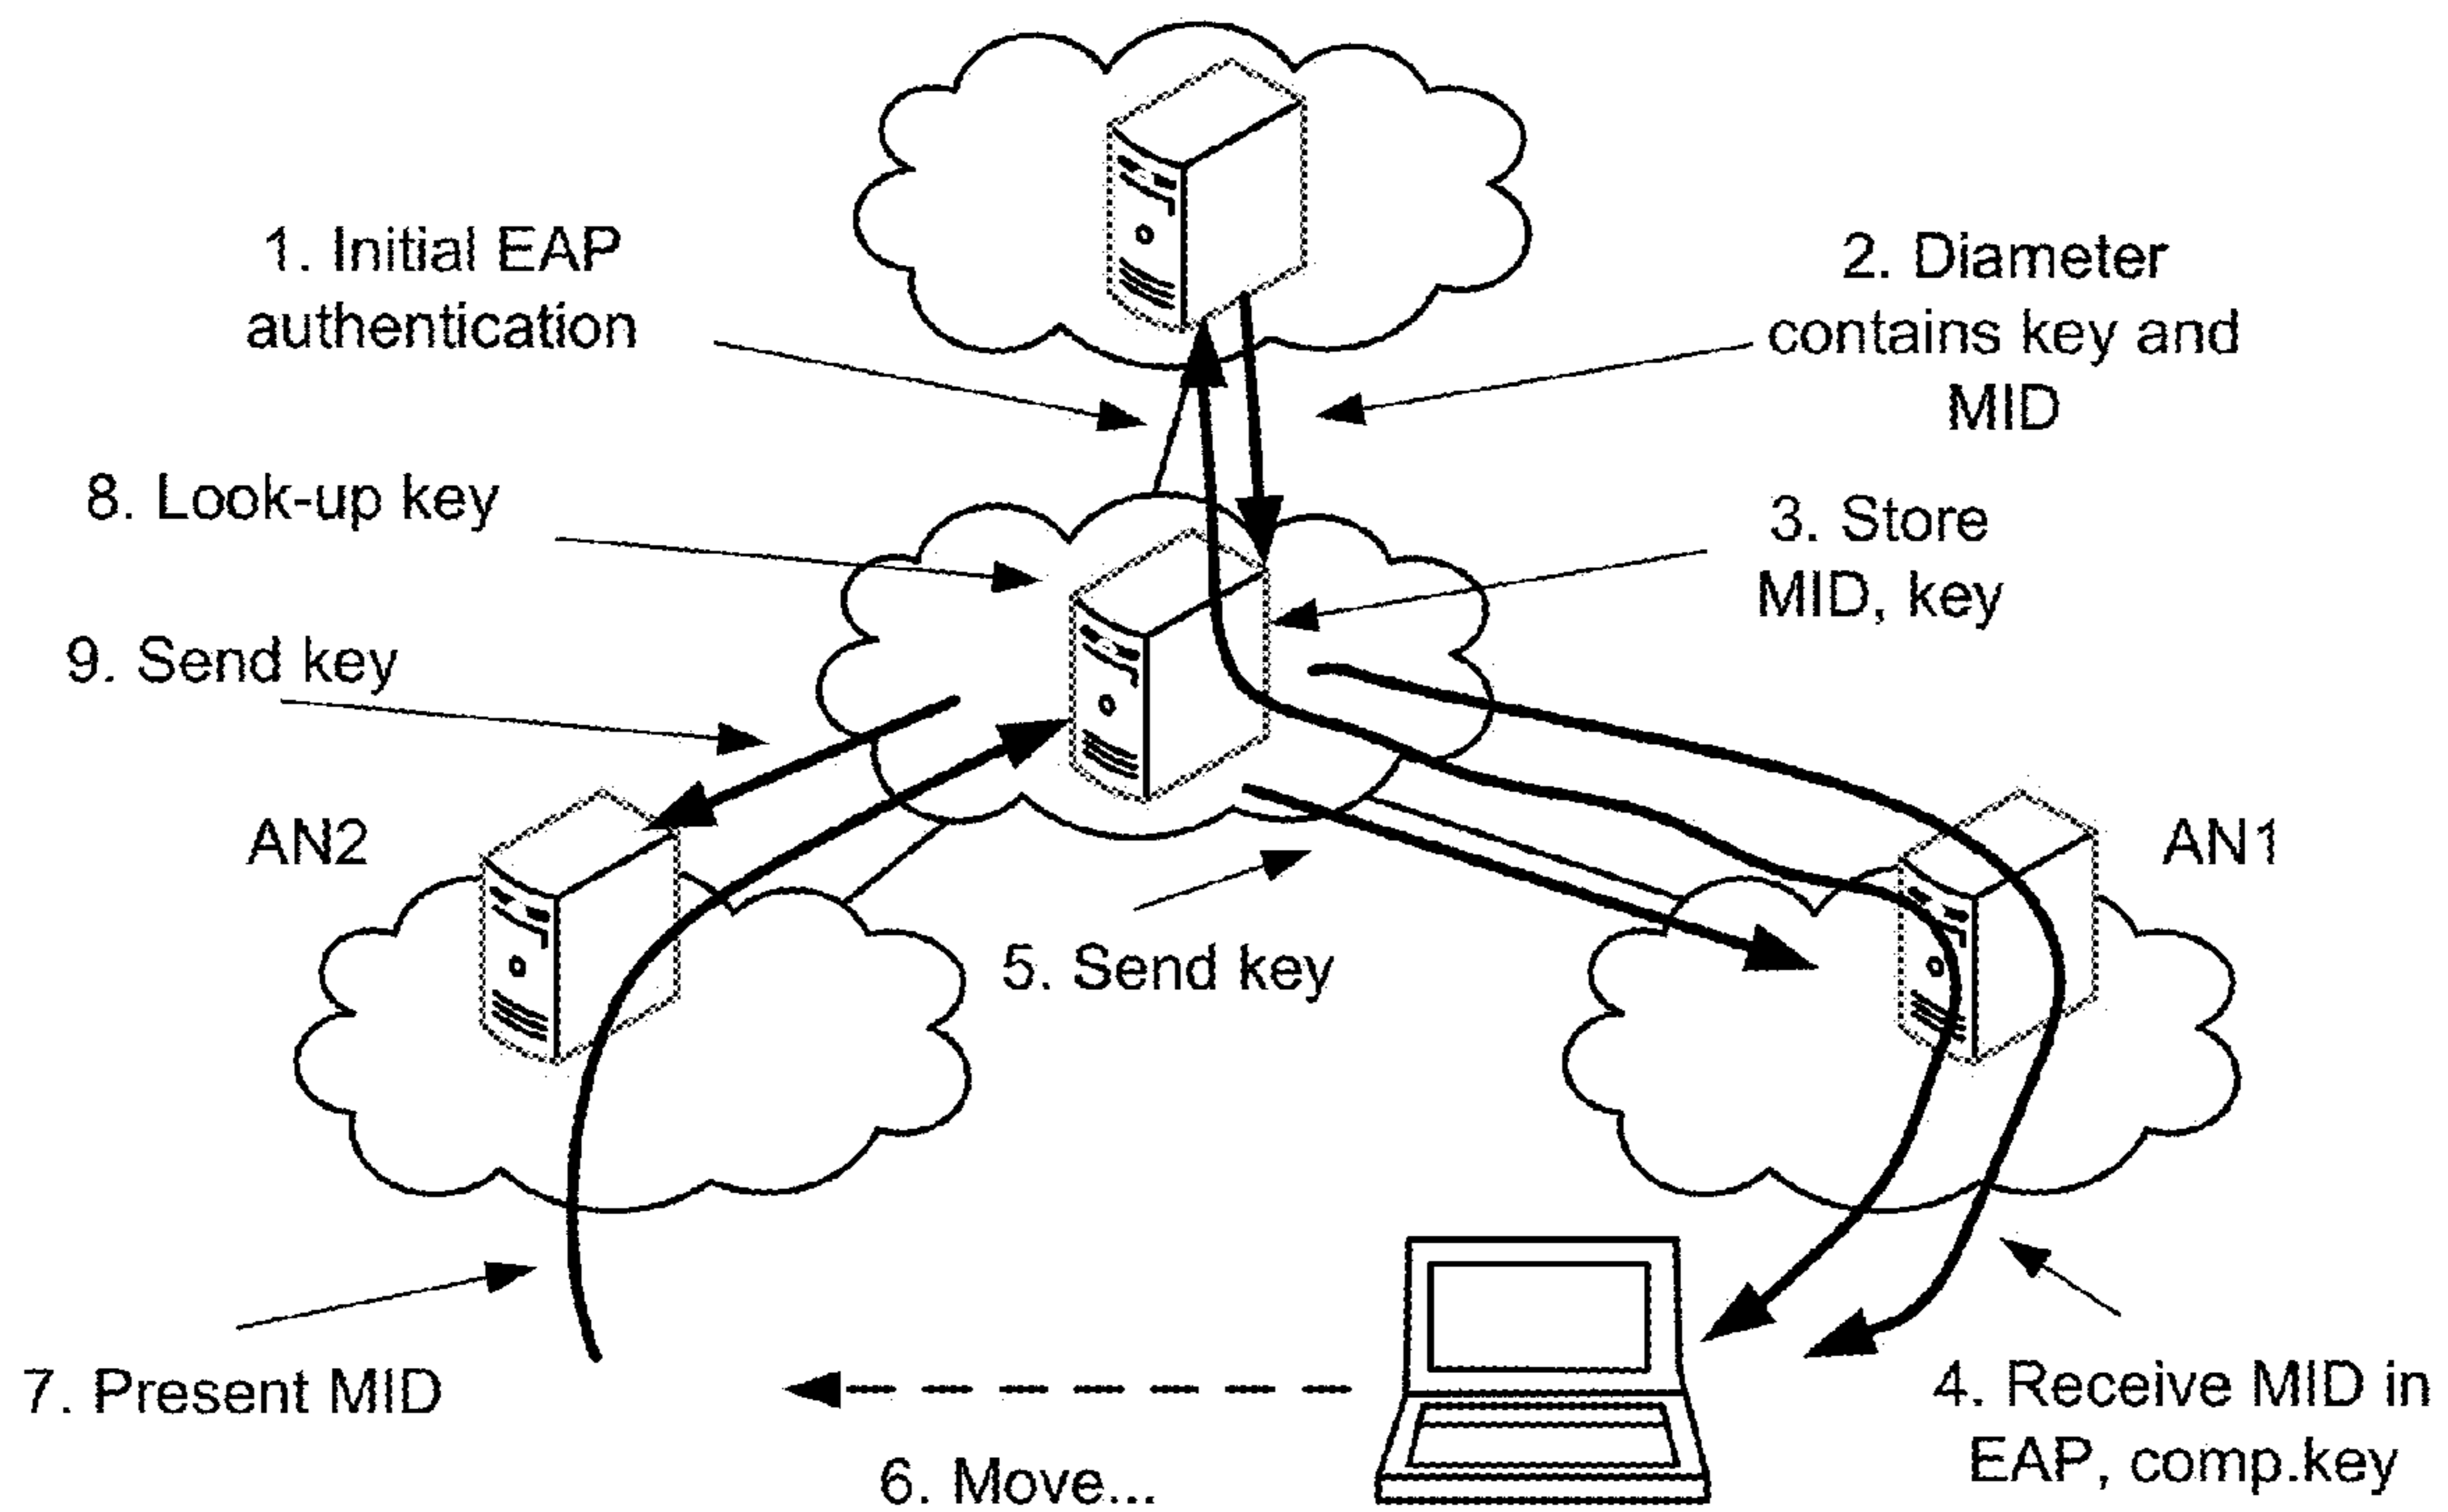 1. Initial EAP
authentication
2. Diameter
contains key and
MID
8. Look-up key
3. Store
MID, key
9. Send key
AN2
AN1
5. Send key
7. Present MID
4. Receive MID in
EAP, comp.key
6. Move...